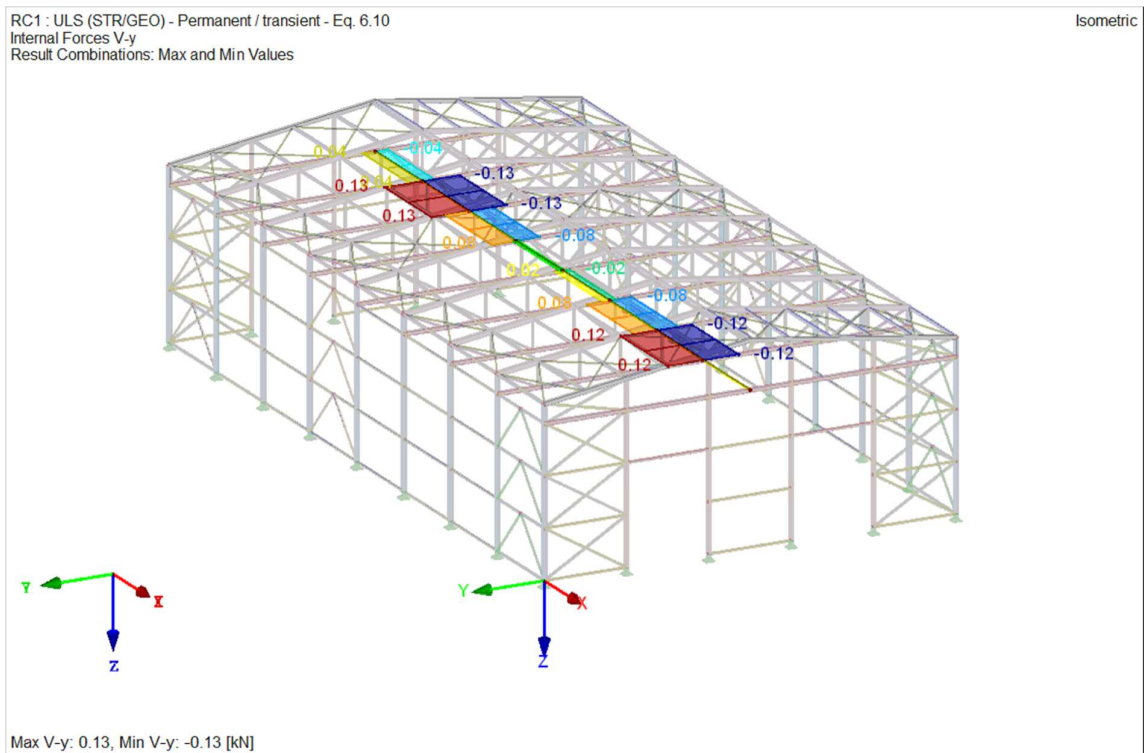 RC1 : ULS (STR/GEO) - Permanent / transient - Eq. 6.10
Isometric
Internal Forces V-y
Result Combinations: Max and Min Values
0.04
0.04
0.04
-0.13
0.13
-0.13
0.13
-0.08
0.08
0.02
-0.02
-0.08
0.08
-0.12
0.12
-0.12
0.12
Y
X
Z
Y
X
Z
Max V-y: 0.13, Min V-y: -0.13 [kN]